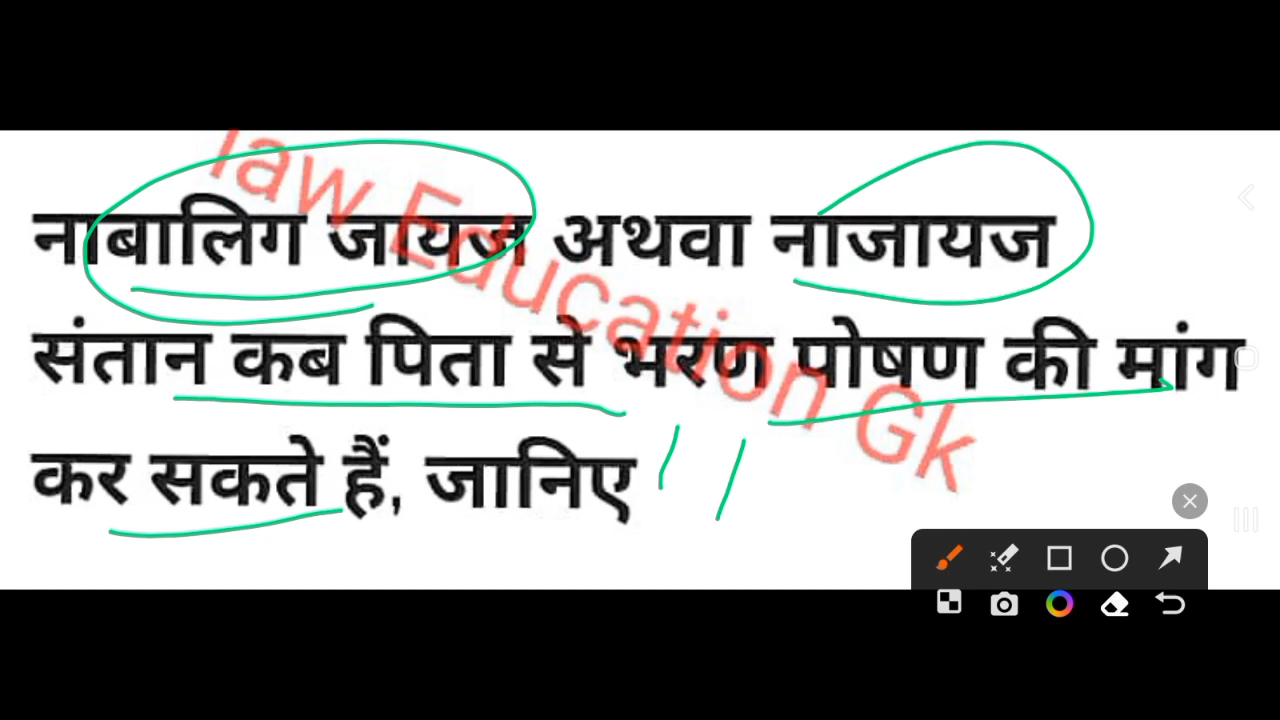 नाबालिग जायज अथवा नाजायज
संतान कब पिता से भरण पोषण की मांग
कर सकते हैं, जानिए
law Education Gk